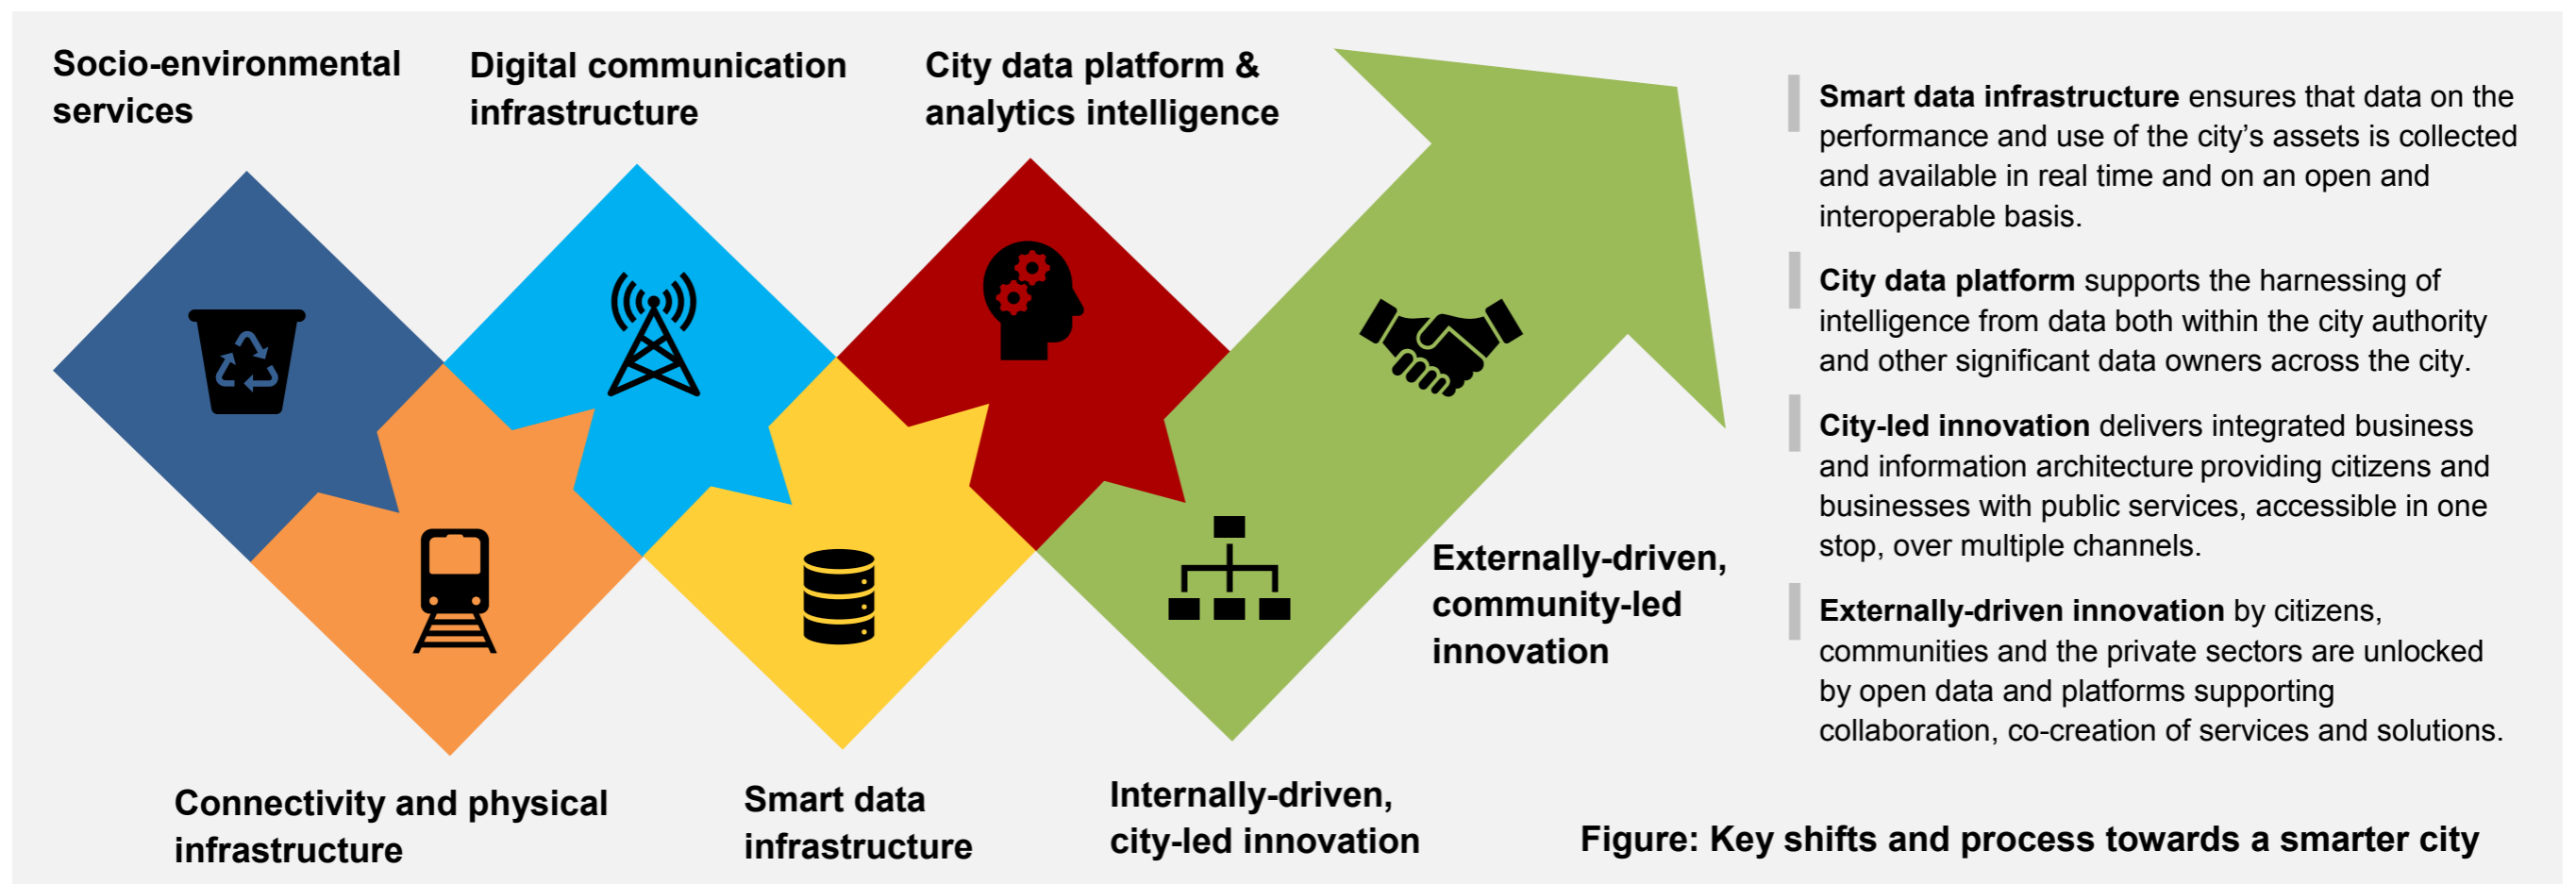 Socio-environmental
services
Digital communication
infrastructure
City data platform &
analytics intelligence
Connectivity and physical
infrastructure
Smart data
infrastructure
Internally-driven,
city-led innovation
Externally-driven,
community-led
innovation
Smart data infrastructure ensures that data on the
performance and use of the city’s assets is collected
and available in real time and on an open and
interoperable basis.
City data platform supports the harnessing of
intelligence from data both within the city authority
and other significant data owners across the city.
City-led innovation delivers integrated business
and information architecture providing citizens and
businesses with public services, accessible in one
stop, over multiple channels.
Externally-driven innovation by citizens,
communities and the private sectors are unlocked
by open data and platforms supporting
collaboration, co-creation of services and solutions.
Figure: Key shifts and process towards a smarter city